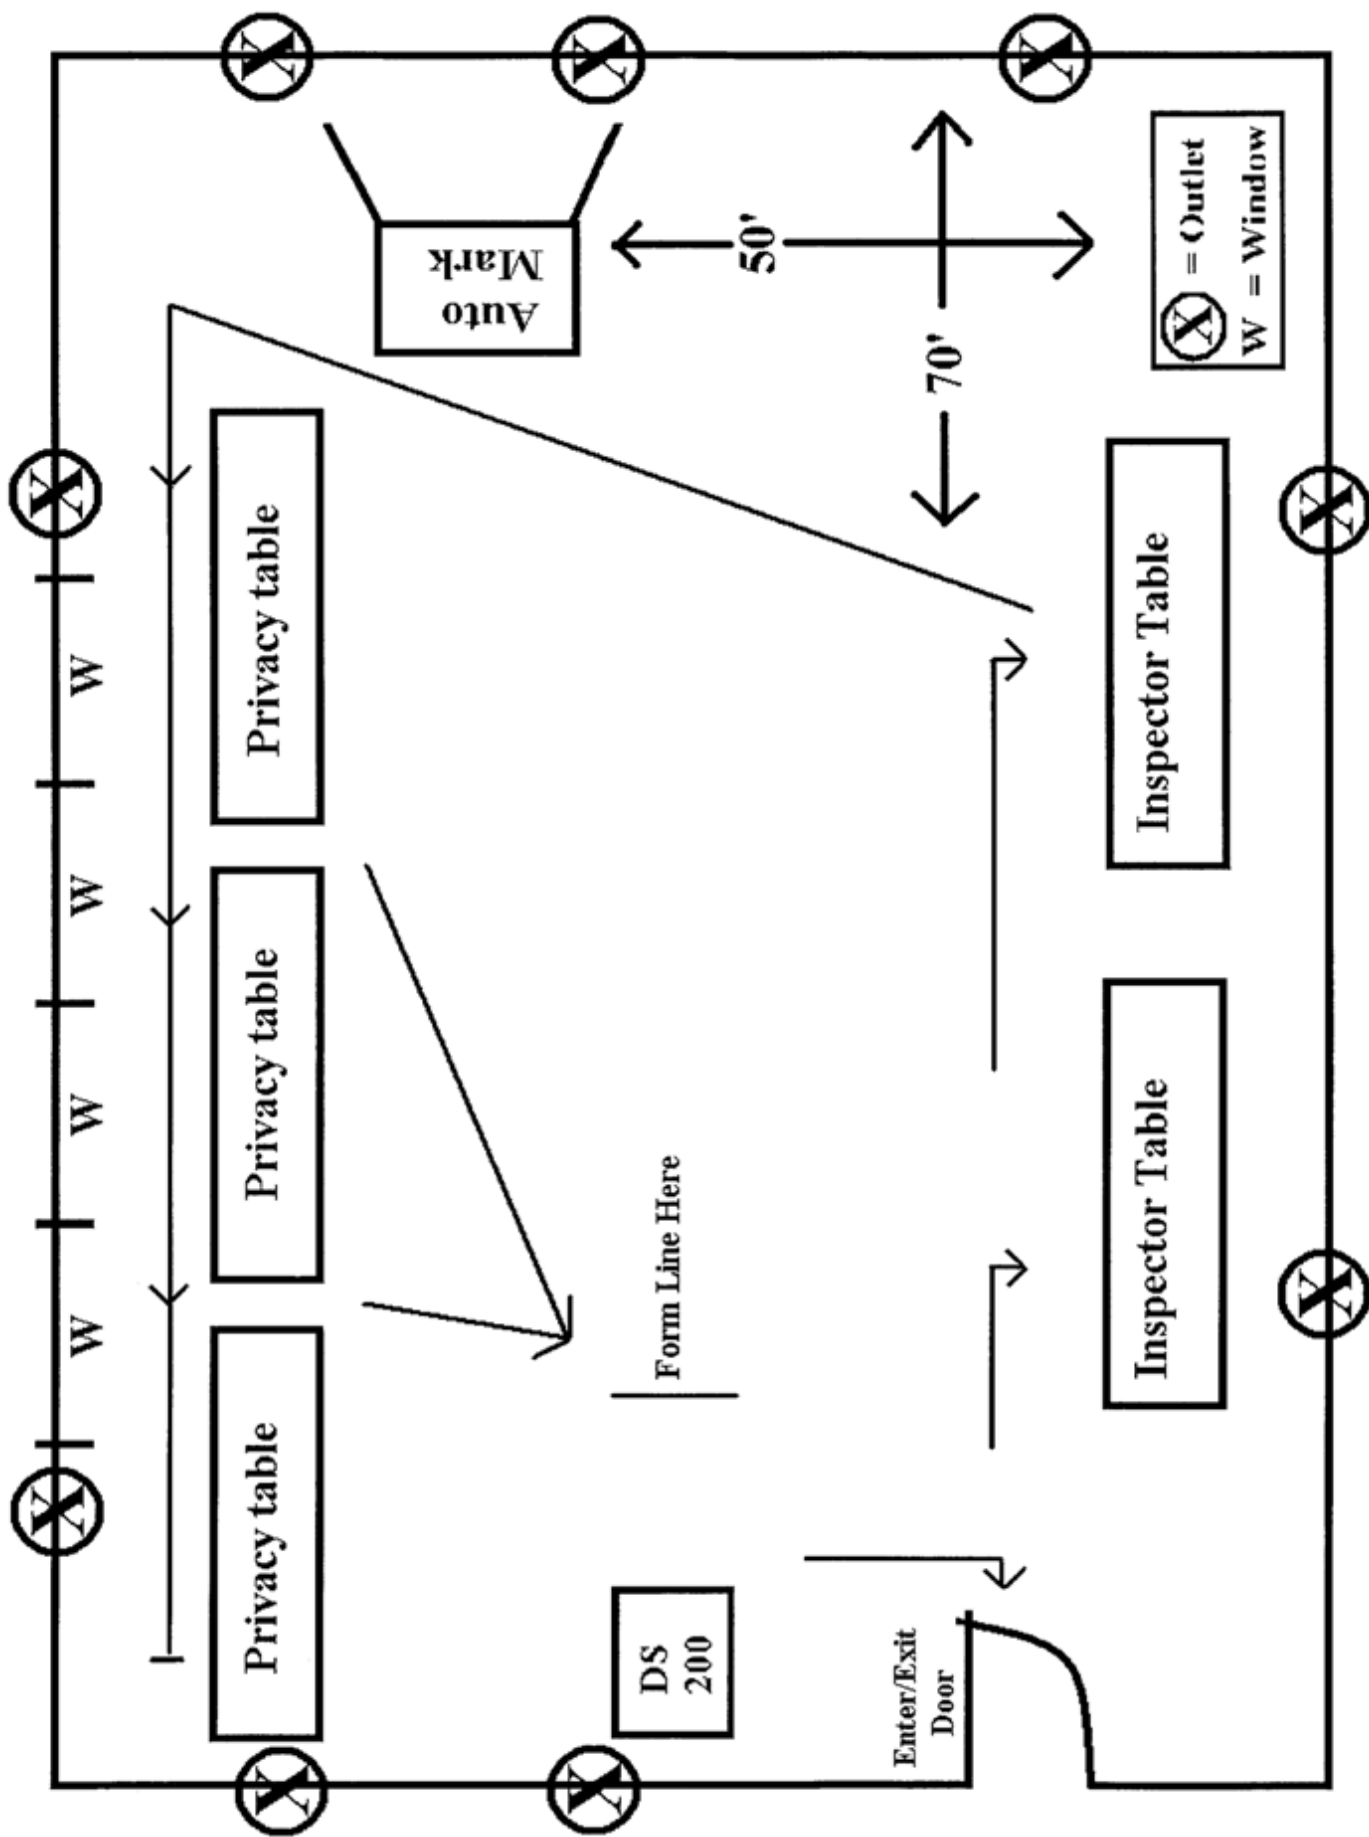 X
W
W
W
W
X
X
Privacy table
Privacy table
Privacy table
X
Auto
Mark
X
DS
200
X
Form Line Here
50'
70'
Enter/Exit
Door
X
Inspector Table
Inspector Table
X = Outlet
W = Window
X
X